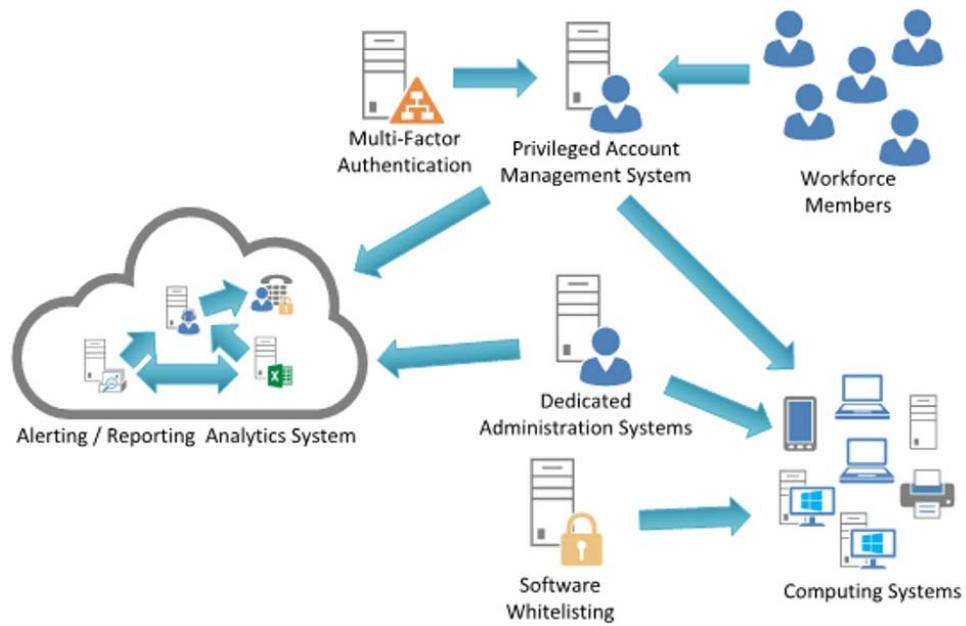 Multi-Factor
Authentication
Privileged Account
Management System
Workforce
Members
Alerting / Reporting Analytics System
Dedicated
Administration Systems
Software
Whitelisting
Computing Systems